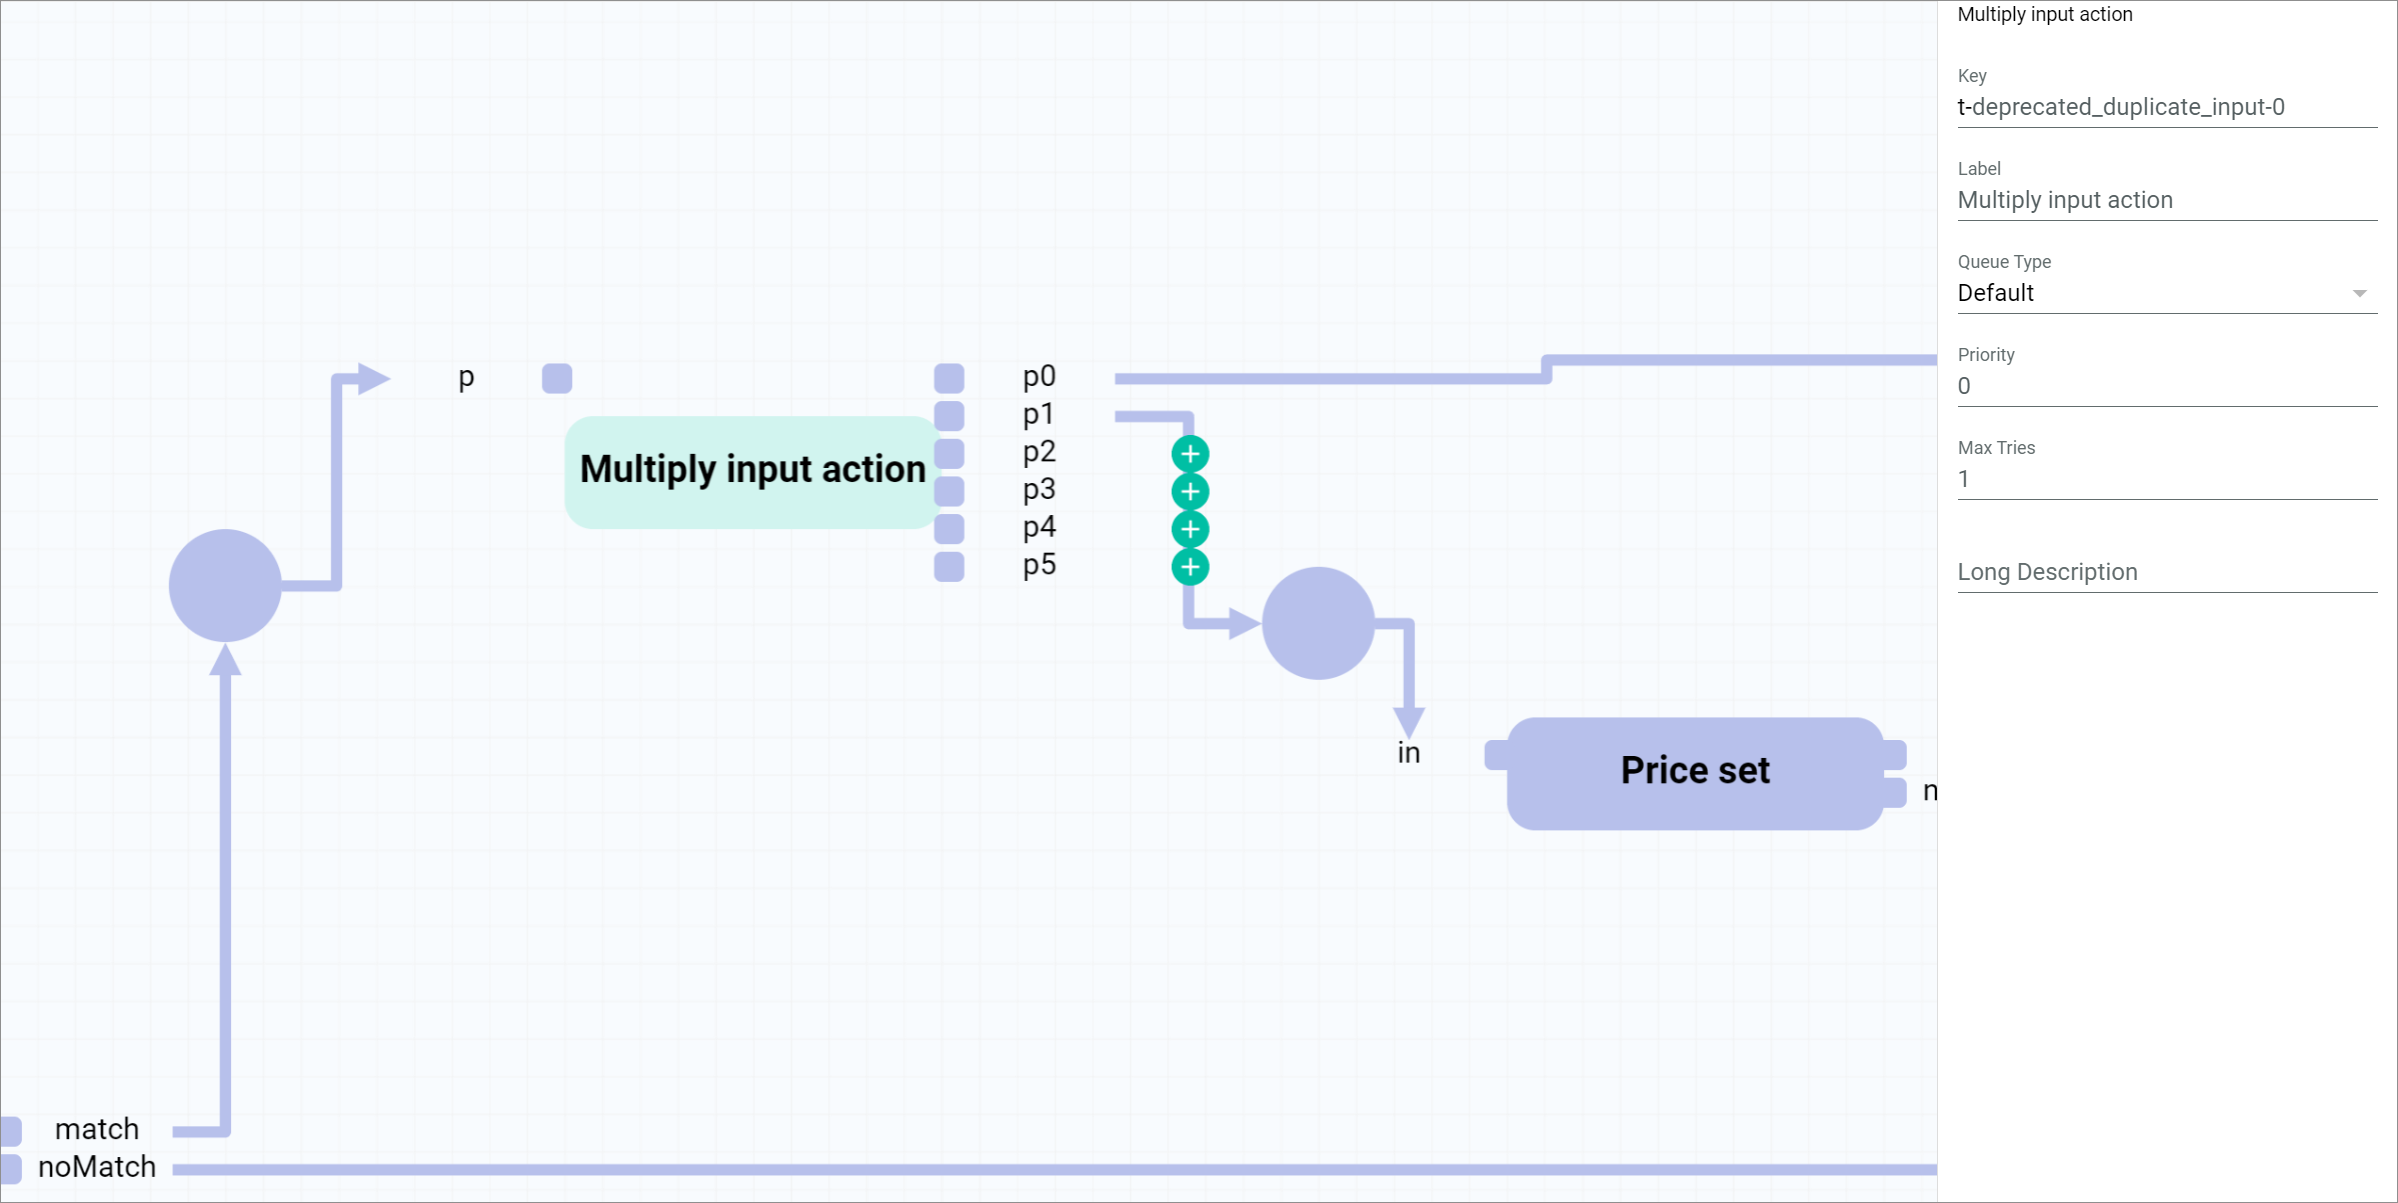 p
Multiply input action
p0
p1
p2
p3
p4
p5
in
Price set
n
match
noMatch
Multiply input action
Key
t-deprecated_duplicate_input-0
Label
Multiply input action
Queue Type
Default
Priority
0
Max Tries
1
Long Description